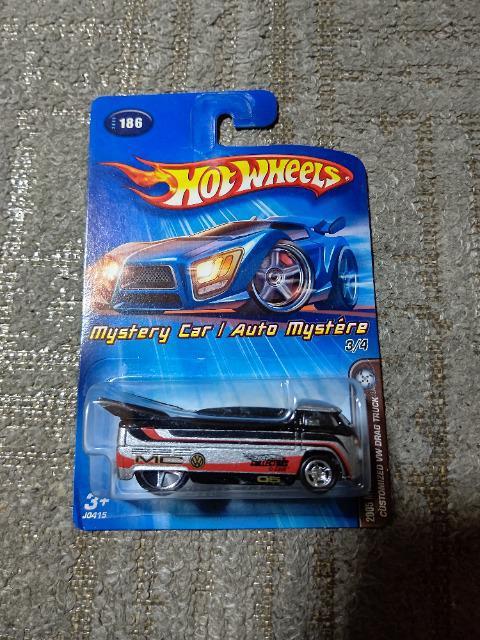 186
HOT WHEELS
Mystery Car / Auto Mystére
3/4
CUSTOMIZED VW DRAG TRUCK
3+
J0415